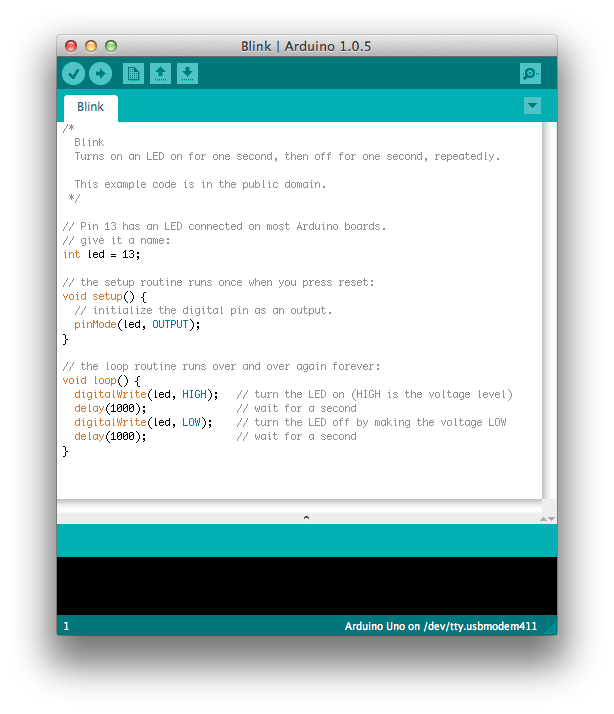 Blink | Arduino 1.0.5
Blink
/*
  Blink
  Turns on an LED on for one second, then off for one second, repeatedly.

  This example code is in the public domain.
 */

// Pin 13 has an LED connected on most Arduino boards.
// give it a name:
int led = 13;

// the setup routine runs once when you press reset:
void setup() {
  // initialize the digital pin as an output.
  pinMode(led, OUTPUT);
}

// the loop routine runs over and over again forever:
void loop() {
  digitalWrite(led, HIGH);   // turn the LED on (HIGH is the voltage level)
  delay(1000);               // wait for a second
  digitalWrite(led, LOW);    // turn the LED off by making the voltage LOW
  delay(1000);               // wait for a second
}
1
Arduino Uno on /dev/tty.usbmodem411